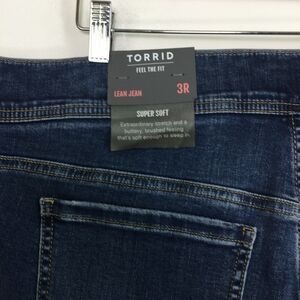 TORRID
FEEL THE FIT
LEAN JEAN 3R
SUPER SOFT
Extraordinary stretch and a
buttery, brushed feeling
that's soft enough to sleep in.